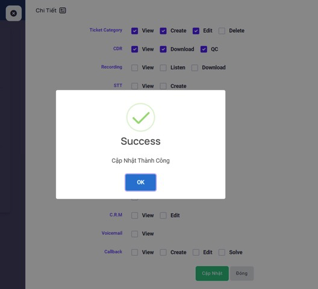 Chi Tiết
Ticket Category View Create Edit Delete
CDR View Download QC
Recording View Listen Download
STT View Create
Success
Cập Nhật Thành Công
OK
C.R.M View Edit
Voicemail View
Callback View Create Edit Solve
Cập Nhật Đóng